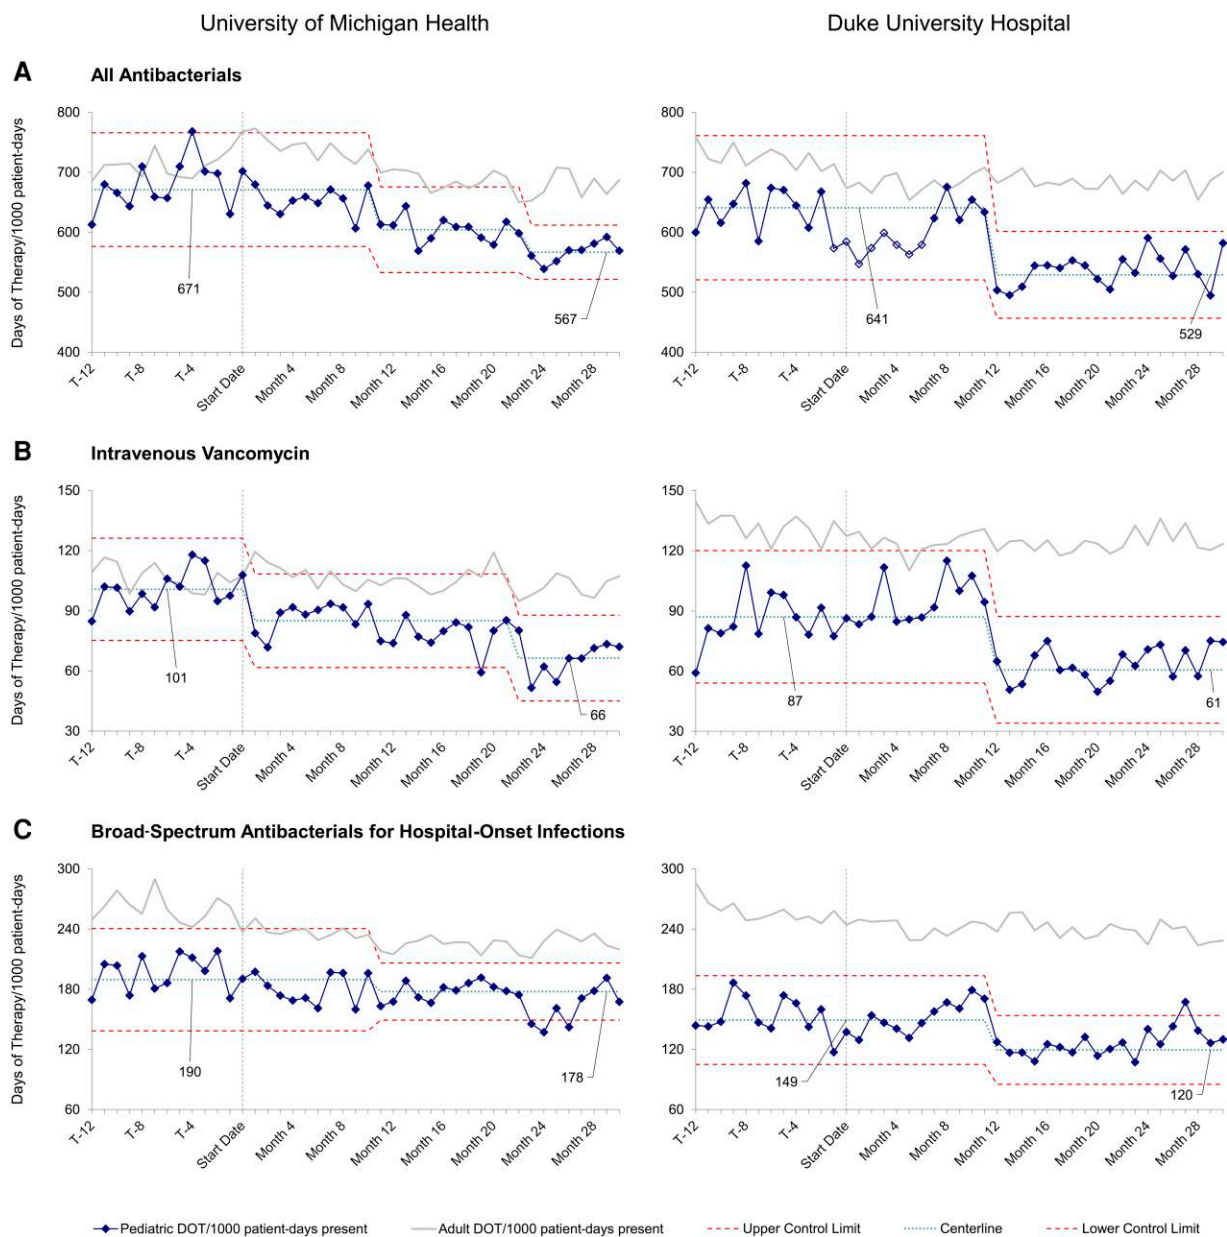 University of Michigan Health
Duke University Hospital
A All Antibacterials
Days of Therapy/1000 patient-days
800
700
600
500
400
671
567
T-12 T-8 T-4 Start Date Month 4 Month 8 Month 12 Month 16 Month 20 Month 24 Month 28
800
700
600
500
400
641
529
T-12 T-8 T-4 Start Date Month 4 Month 8 Month 12 Month 16 Month 20 Month 24 Month 28
B Intravenous Vancomycin
Days of Therapy/1000 patient-days
150
120
90
60
30
101
66
T-12 T-8 T-4 Start Date Month 4 Month 8 Month 12 Month 16 Month 20 Month 24 Month 28
150
120
90
60
30
87
61
T-12 T-8 T-4 Start Date Month 4 Month 8 Month 12 Month 16 Month 20 Month 24 Month 28
C Broad-Spectrum Antibacterials for Hospital-Onset Infections
Days of Therapy/1000 patient-days
300
240
180
120
60
190
178
T-12 T-8 T-4 Start Date Month 4 Month 8 Month 12 Month 16 Month 20 Month 24 Month 28
300
240
180
120
60
149
120
T-12 T-8 T-4 Start Date Month 4 Month 8 Month 12 Month 16 Month 20 Month 24 Month 28
Pediatric DOT/1000 patient-days present Adult DOT/1000 patient-days present Upper Control Limit Centerline Lower Control Limit